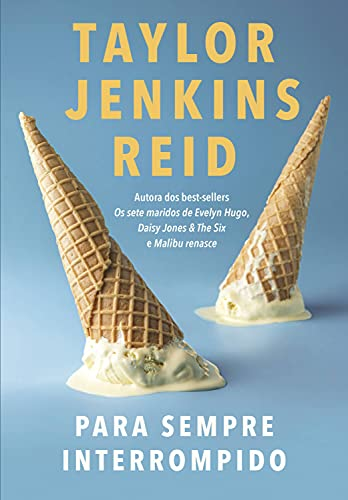 TAYLOR
JENKINS
REID
Autora dos best-sellers
Os sete maridos de Evelyn Hugo,
Daisy Jones & The Six
e Malibu renasce
PARA SEMPRE
INTERROMPIDO